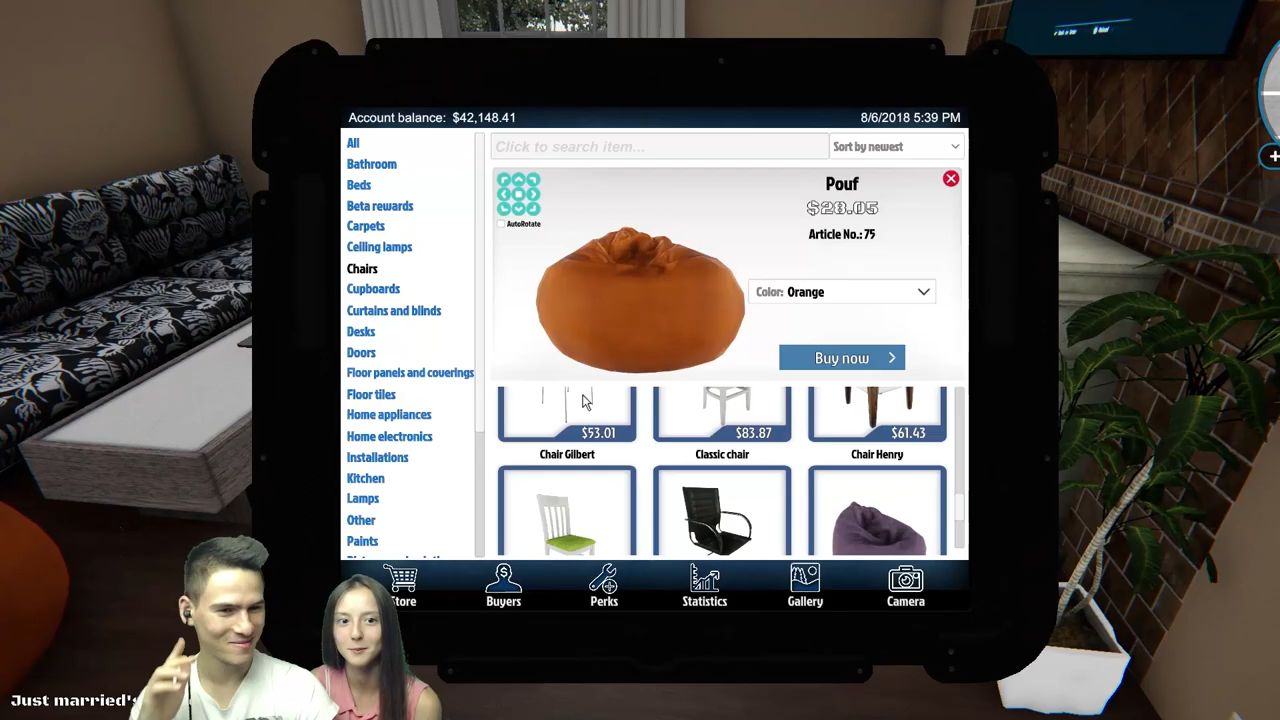 Account balance: $42,148.41
8/6/2018 5:39 PM
All
Bathroom
Beds
Beta rewards
Carpets
Ceiling lamps
Chairs
Cupboards
Curtains and blinds
Desks
Doors
Floor panels and coverings
Floor tiles
Home appliances
Home electronics
Installations
Kitchen
Lamps
Other
Paints
Click to search item...
Sort by newest
AutoRotate
Pouf
$28.05
Article No.: 75
Color: Orange
Buy now
$53.01
$83.87
$61.43
Chair Gilbert
Classic chair
Chair Henry
Store
Buyers
Perks
Statistics
Gallery
Camera
Just married's